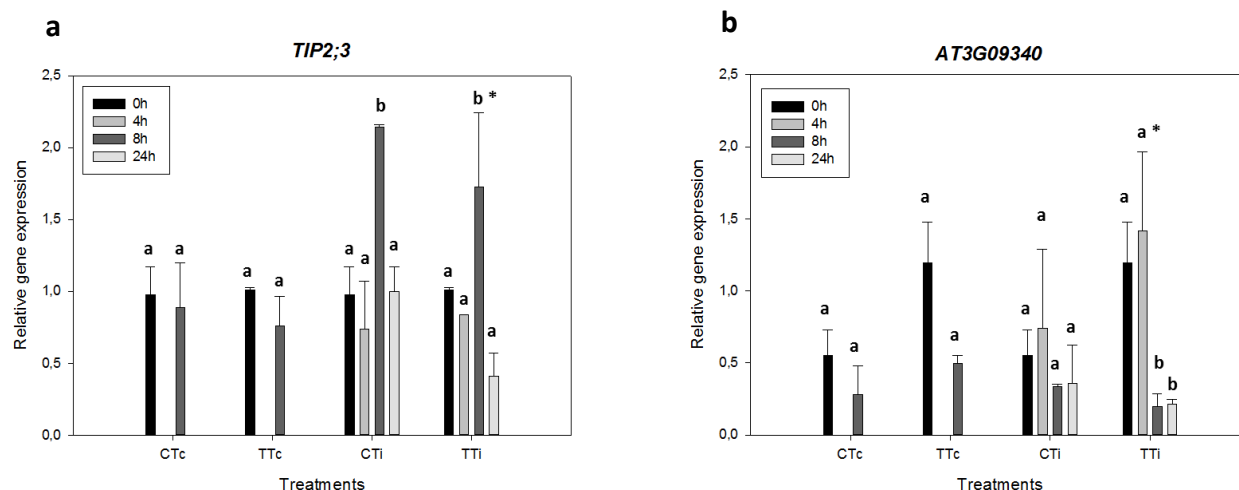 a
TIP2;3
Relative gene expression
2,5
2,0
1,5
1,0
0,5
0,0
0h
4h
8h
24h
a a a a a a b a a a b * a
CTc TTc CTi TTi
Treatments
b
AT3G09340
Relative gene expression
2,5
2,0
1,5
1,0
0,5
0,0
0h
4h
8h
24h
a a a a a a a a a a * b b
CTc TTc CTi TTi
Treatments